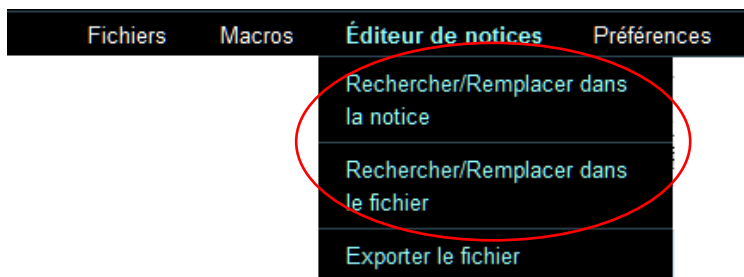 Fichiers Macros Éditeur de notices Préférences
Rechercher/Remplacer dans
la notice
Rechercher/Remplacer dans
le fichier
Exporter le fichier